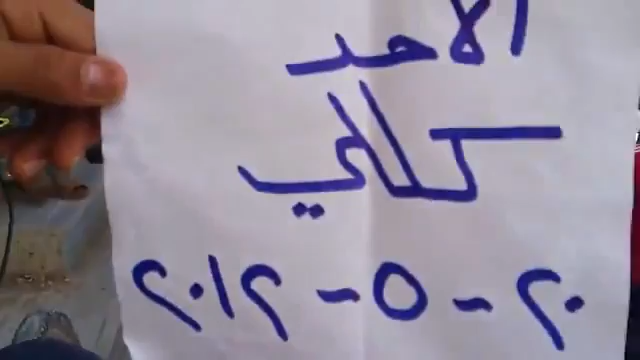 الاحد
كللي
٢٠ - ٥ - ٢٠١٢